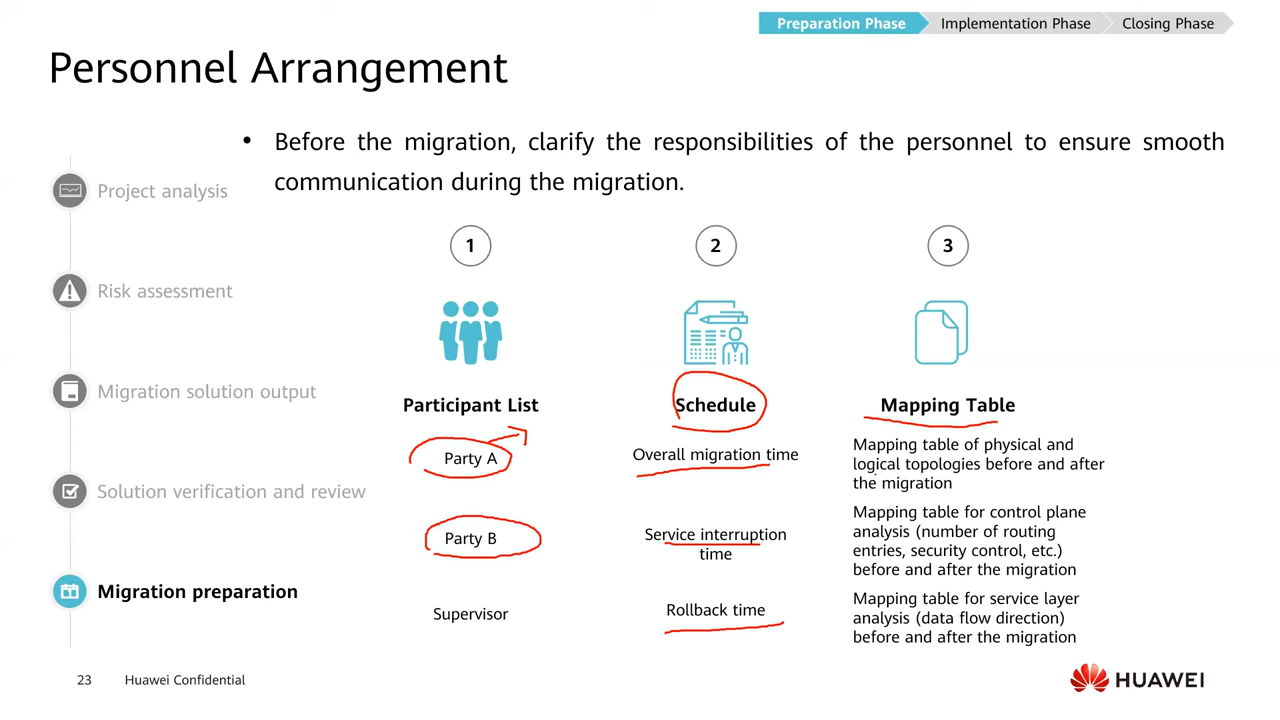 Preparation Phase
Implementation Phase
Closing Phase
Personnel Arrangement
• Before the migration, clarify the responsibilities of the personnel to ensure smooth
communication during the migration.
Project analysis
Risk assessment
Migration solution output
Solution verification and review
Migration preparation
1
Participant List
Party A
Party B
Supervisor
2
Schedule
Overall migration time
Service interruption
time
Rollback time
3
Mapping Table
Mapping table of physical and
logical topologies before and after
the migration
Mapping table for control plane
analysis (number of routing
entries, security control, etc.)
before and after the migration
Mapping table for service layer
analysis (data flow direction)
before and after the migration
23
Huawei Confidential
HUAWEI